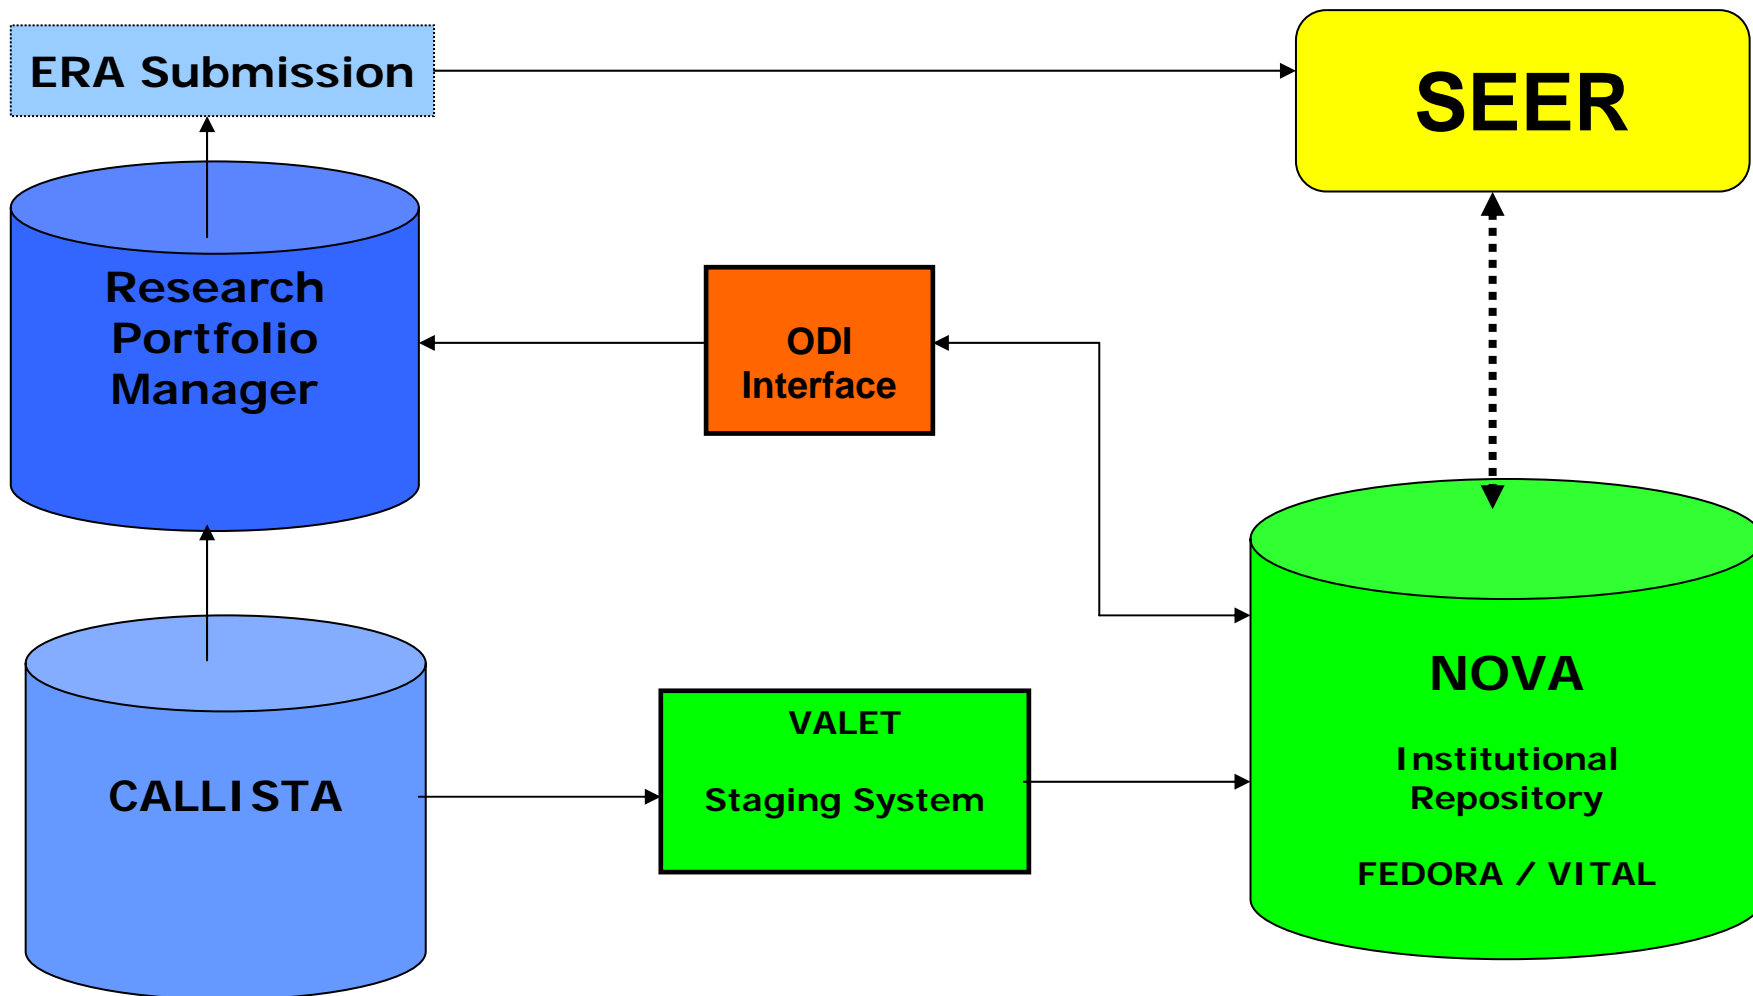 ERA Submission
SEER
Research
Portfolio
Manager
ODI
Interface
CALLISTA
VALET
Staging System
NOVA
Institutional
Repository
FEDORA / VITAL